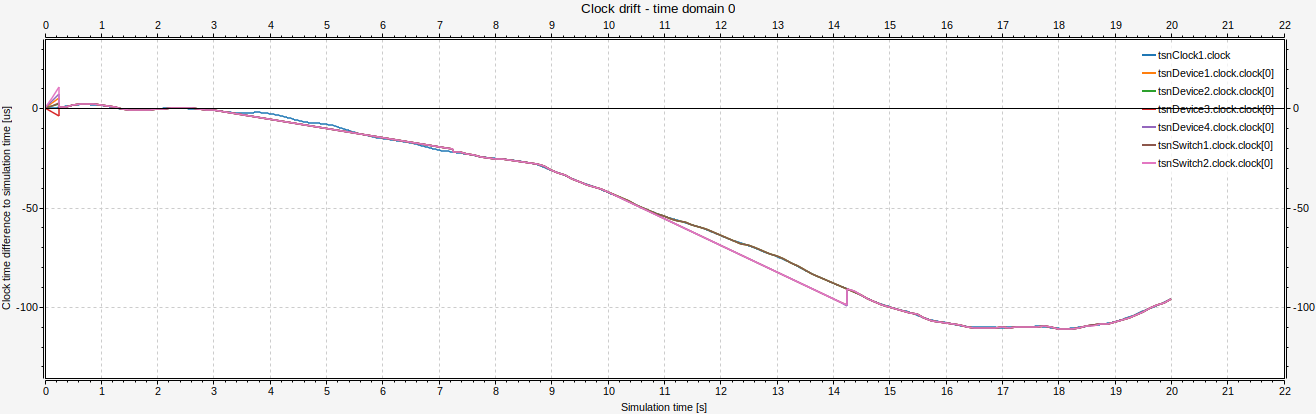 Clock drift - time domain 0
0 1 2 3 4 5 6 7 8 9 10 11 12 13 14 15 16 17 18 19 20 21 22
tsnClock1.clock
tsnDevice1.clock.clock[0]
tsnDevice2.clock.clock[0]
0 tsnDevice3.clock.clock[0] 0
tsnDevice4.clock.clock[0]
tsnSwitch1.clock.clock[0]
tsnSwitch2.clock.clock[0]
Clock time difference to simulation time [us]
-50 -50
-100 -100
0 1 2 3 4 5 6 7 8 9 10 11 12 13 14 15 16 17 18 19 20 21 22
Simulation time [s]